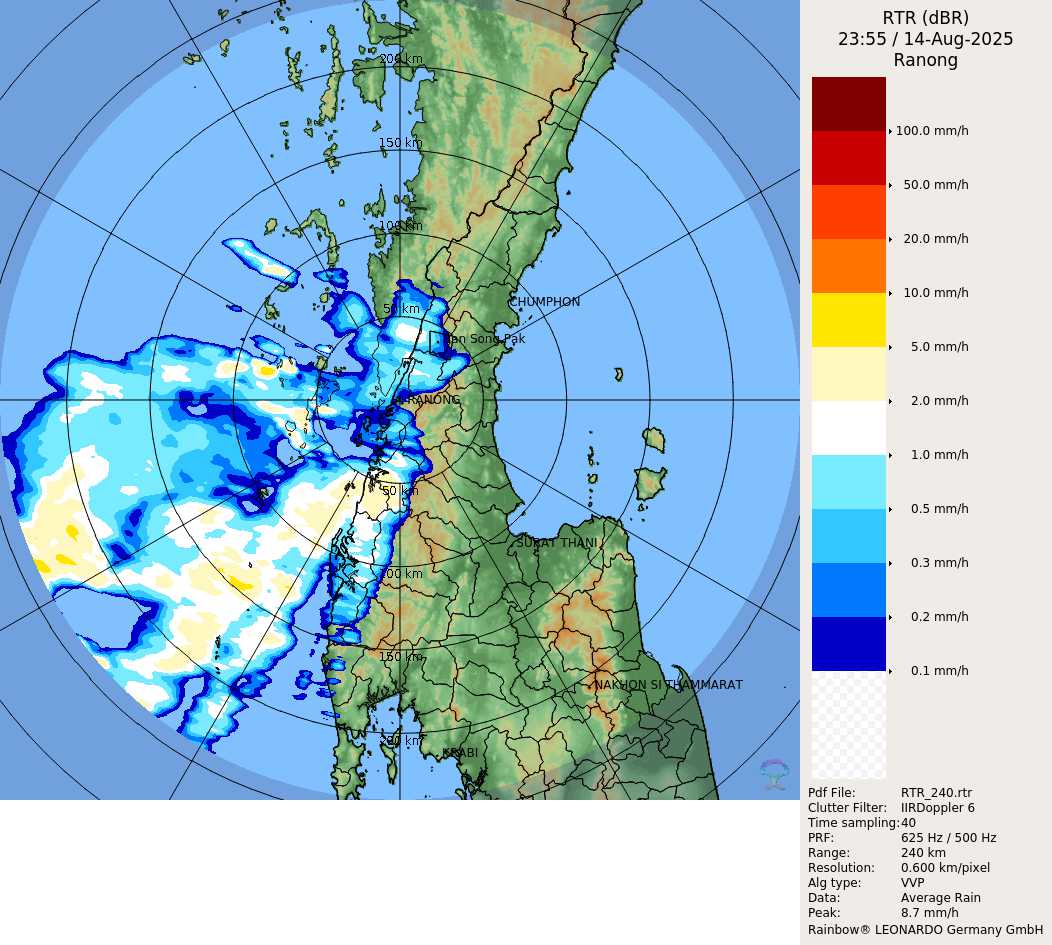 RTR (dBR)
23:55 / 14-Aug-2025
Ranong
100.0 mm/h
50.0 mm/h
20.0 mm/h
10.0 mm/h
5.0 mm/h
2.0 mm/h
1.0 mm/h
0.5 mm/h
0.3 mm/h
0.2 mm/h
0.1 mm/h
200 km
150 km
100 km
50 km
CHUMPHON
Song Pak
RANONG
50 km
SURAT THANI
100 km
150 km
NAKHON SI THAMMARAT
200 km
KRABI
Pdf File: RTR_240.rtr
Clutter Filter: IIRDoppler 6
Time sampling: 40
PRF: 625 Hz / 500 Hz
Range: 240 km
Resolution: 0.600 km/pixel
Alg type: VVP
Data: Average Rain
Peak: 8.7 mm/h
Rainbow® LEONARDO Germany GmbH